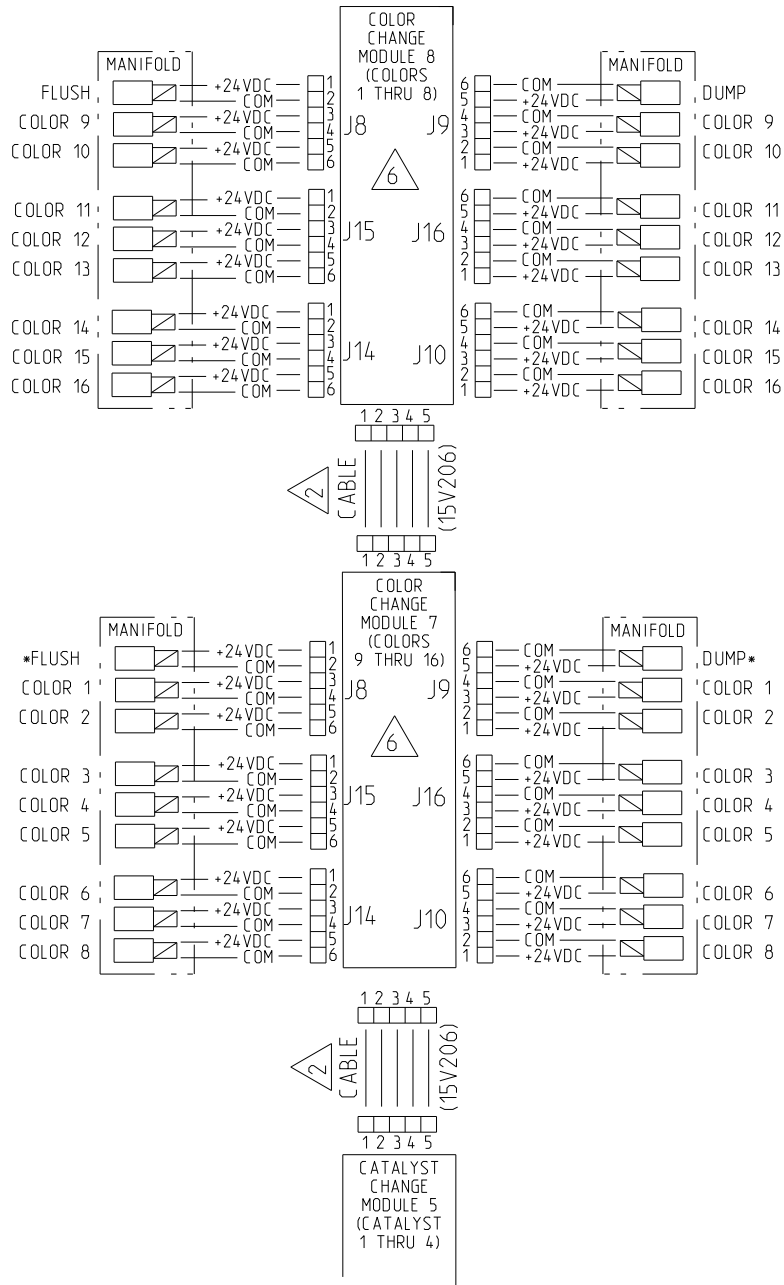 COLOR
CHANGE
MODULE 8
(COLORS
1 THRU 8)
J8 J9
6
J15 J16
J14 J10
MANIFOLD
FLUSH +24VDC 1
COM 2
COLOR 9 +24VDC 3
COM 4
COLOR 10 +24VDC 5
COM 6
COLOR 11 +24VDC 1
COM 2
COLOR 12 +24VDC 3
COM 4
COLOR 13 +24VDC 5
COM 6
COLOR 14 +24VDC 1
COM 2
COLOR 15 +24VDC 3
COM 4
COLOR 16 +24VDC 5
COM 6
MANIFOLD
6 COM DUMP
5 +24VDC
4 COM COLOR 9
3 +24VDC
2 COM COLOR 10
1 +24VDC
6 COM COLOR 11
5 +24VDC
4 COM COLOR 12
3 +24VDC
2 COM COLOR 13
1 +24VDC
6 COM COLOR 14
5 +24VDC
4 COM COLOR 15
3 +24VDC
2 COM COLOR 16
1 +24VDC
1 2 3 4 5
2
CABLE
(15V206)
1 2 3 4 5
COLOR
CHANGE
MODULE 7
(COLORS
9 THRU 16)
J8 J9
6
J15 J16
J14 J10
MANIFOLD
*FLUSH +24VDC 1
COM 2
COLOR 1 +24VDC 3
COM 4
COLOR 2 +24VDC 5
COM 6
COLOR 3 +24VDC 1
COM 2
COLOR 4 +24VDC 3
COM 4
COLOR 5 +24VDC 5
COM 6
COLOR 6 +24VDC 1
COM 2
COLOR 7 +24VDC 3
COM 4
COLOR 8 +24VDC 5
COM 6
MANIFOLD
6 COM DUMP*
5 +24VDC
4 COM COLOR 1
3 +24VDC
2 COM COLOR 2
1 +24VDC
6 COM COLOR 3
5 +24VDC
4 COM COLOR 4
3 +24VDC
2 COM COLOR 5
1 +24VDC
6 COM COLOR 6
5 +24VDC
4 COM COLOR 7
3 +24VDC
2 COM COLOR 8
1 +24VDC
1 2 3 4 5
2
CABLE
(15V206)
1 2 3 4 5
CATALYST
CHANGE
MODULE 5
(CATALYST
1 THRU 4)